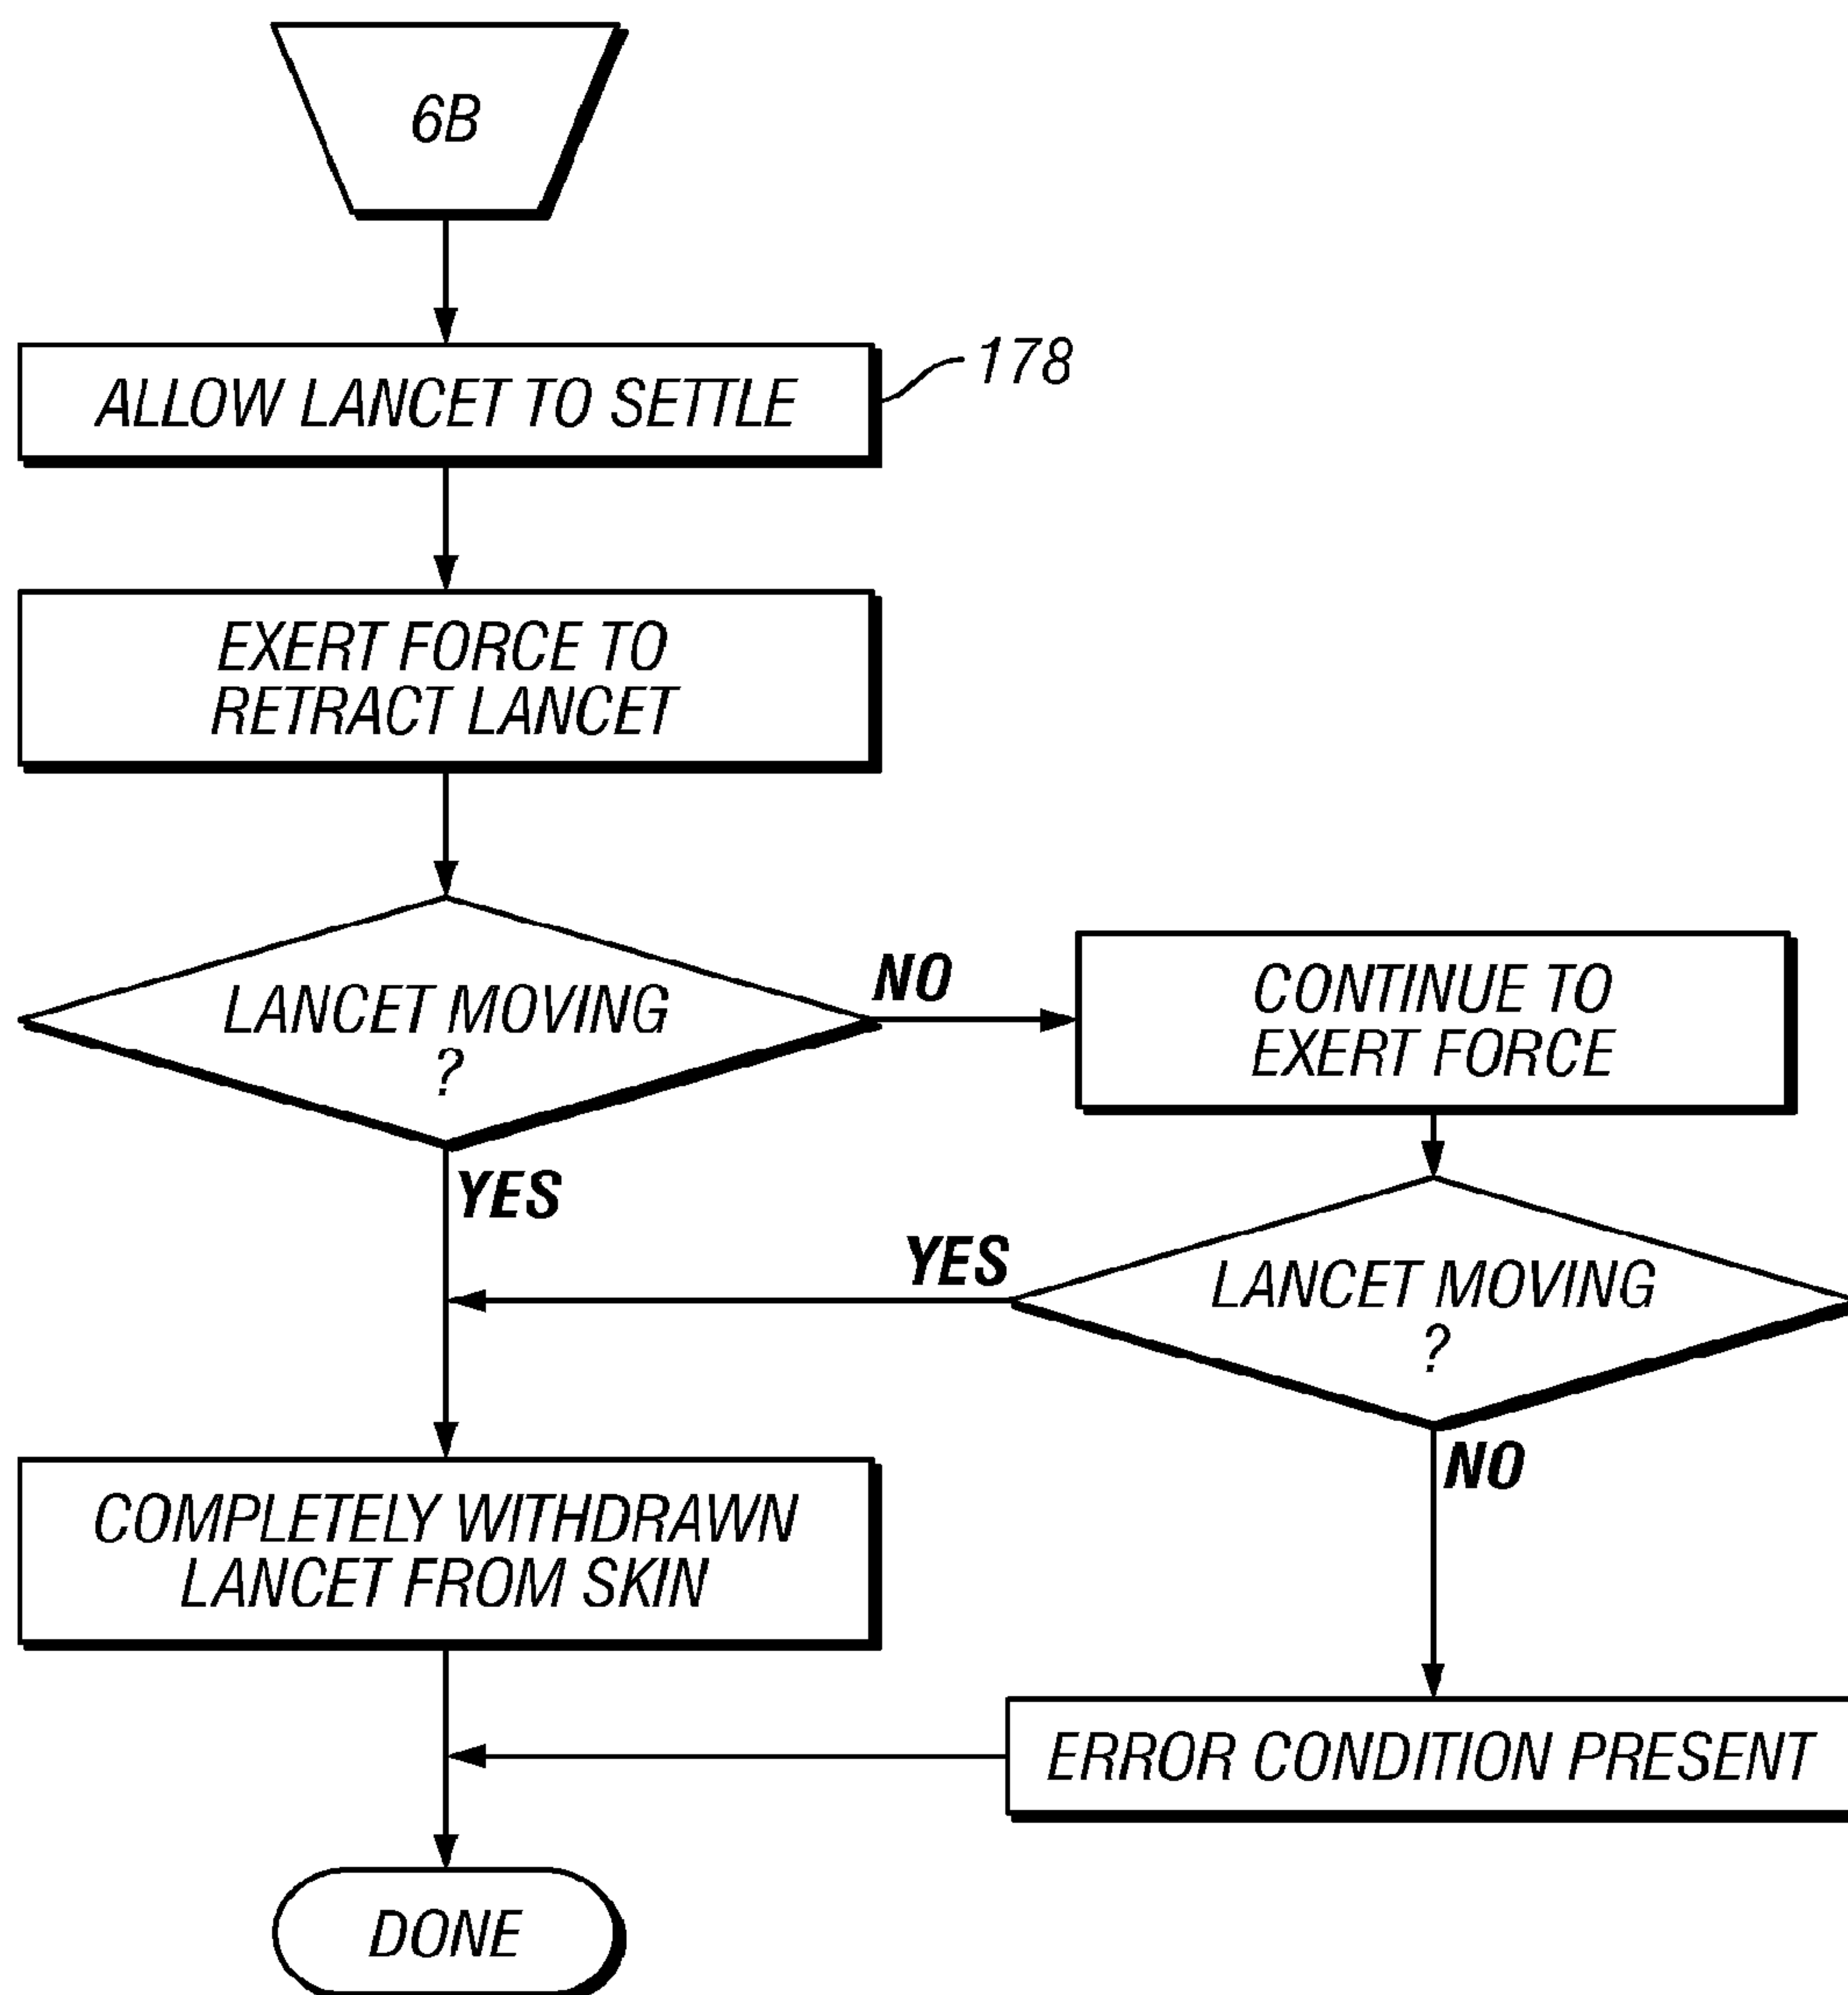 6B
ALLOW LANCET TO SETTLE
178
EXERT FORCE TO
RETRACT LANCET
LANCET MOVING
?
NO
CONTINUE TO
EXERT FORCE
YES
YES
LANCET MOVING
?
NO
COMPLETELY WITHDRAWN
LANCET FROM SKIN
ERROR CONDITION PRESENT
DONE